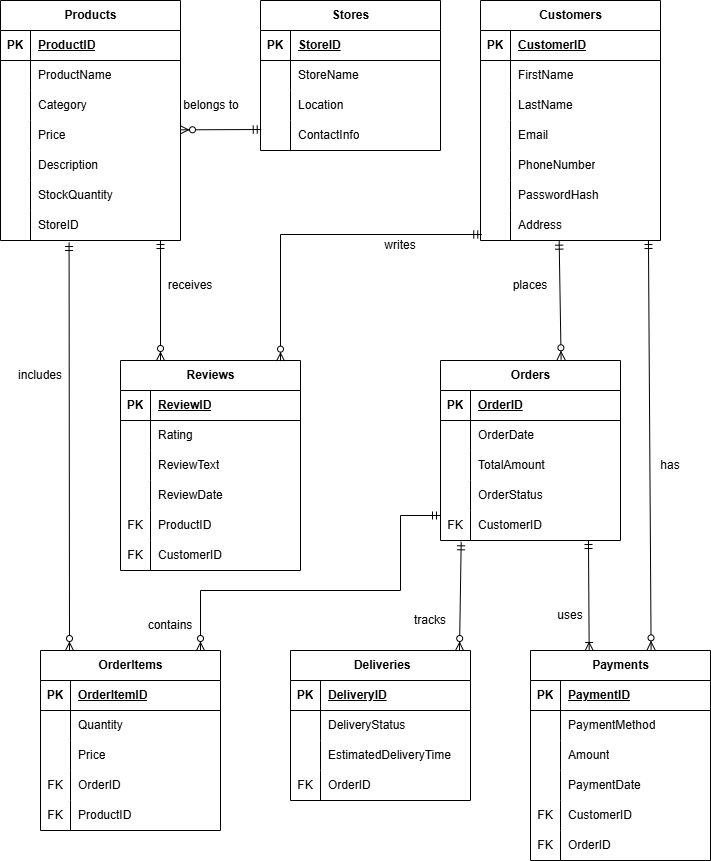 Products
PK ProductID
ProductName
Category
Price
Description
StockQuantity
StoreID
belongs to
Stores
PK StoreID
StoreName
Location
ContactInfo
Customers
PK CustomerID
FirstName
LastName
Email
PhoneNumber
PasswordHash
Address
writes
receives
places
includes
has
Reviews
PK ReviewID
Rating
ReviewText
ReviewDate
FK ProductID
FK CustomerID
Orders
PK OrderID
OrderDate
TotalAmount
OrderStatus
FK CustomerID
contains
tracks
uses
OrderItems
PK OrderItemID
Quantity
Price
FK OrderID
FK ProductID
Deliveries
PK DeliveryID
DeliveryStatus
EstimatedDeliveryTime
FK OrderID
Payments
PK PaymentID
PaymentMethod
Amount
PaymentDate
FK CustomerID
FK OrderID